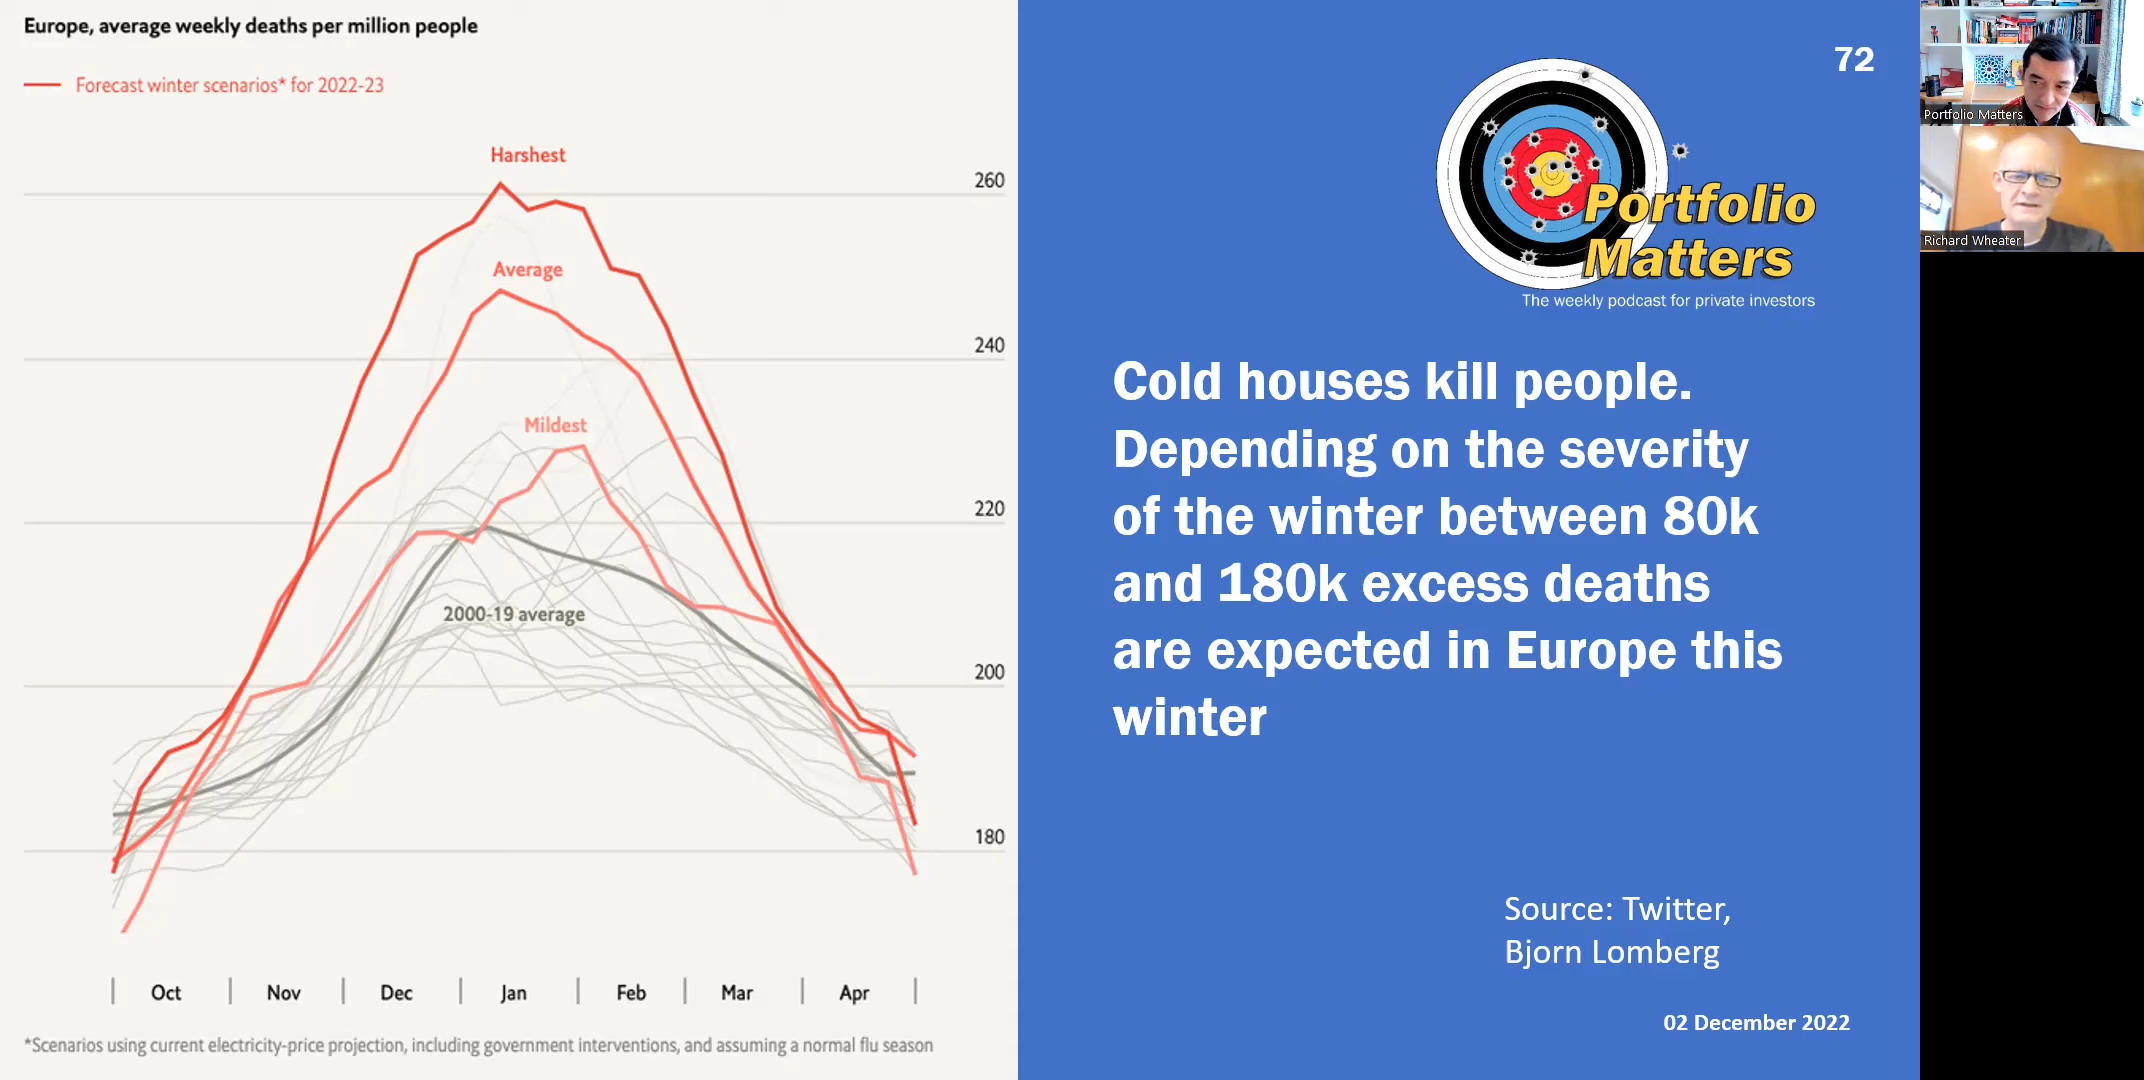 Europe, average weekly deaths per million people
Forecast winter scenarios* for 2022-23
Harshest
260
Average
240
Mildest
220
2000-19 average
200
180
Oct
Nov
Dec
Jan
Feb
Mar
Apr
*Scenarios using current electricity-price projection, including government interventions, and assuming a normal flu season
72
Portfolio
Matters
The weekly podcast for private investors
Cold houses kill people.
Depending on the severity
of the winter between 80k
and 180k excess deaths
are expected in Europe this
winter
Source: Twitter,
Bjorn Lomberg
02 December 2022
Portfolio Matters
Richard Wheater